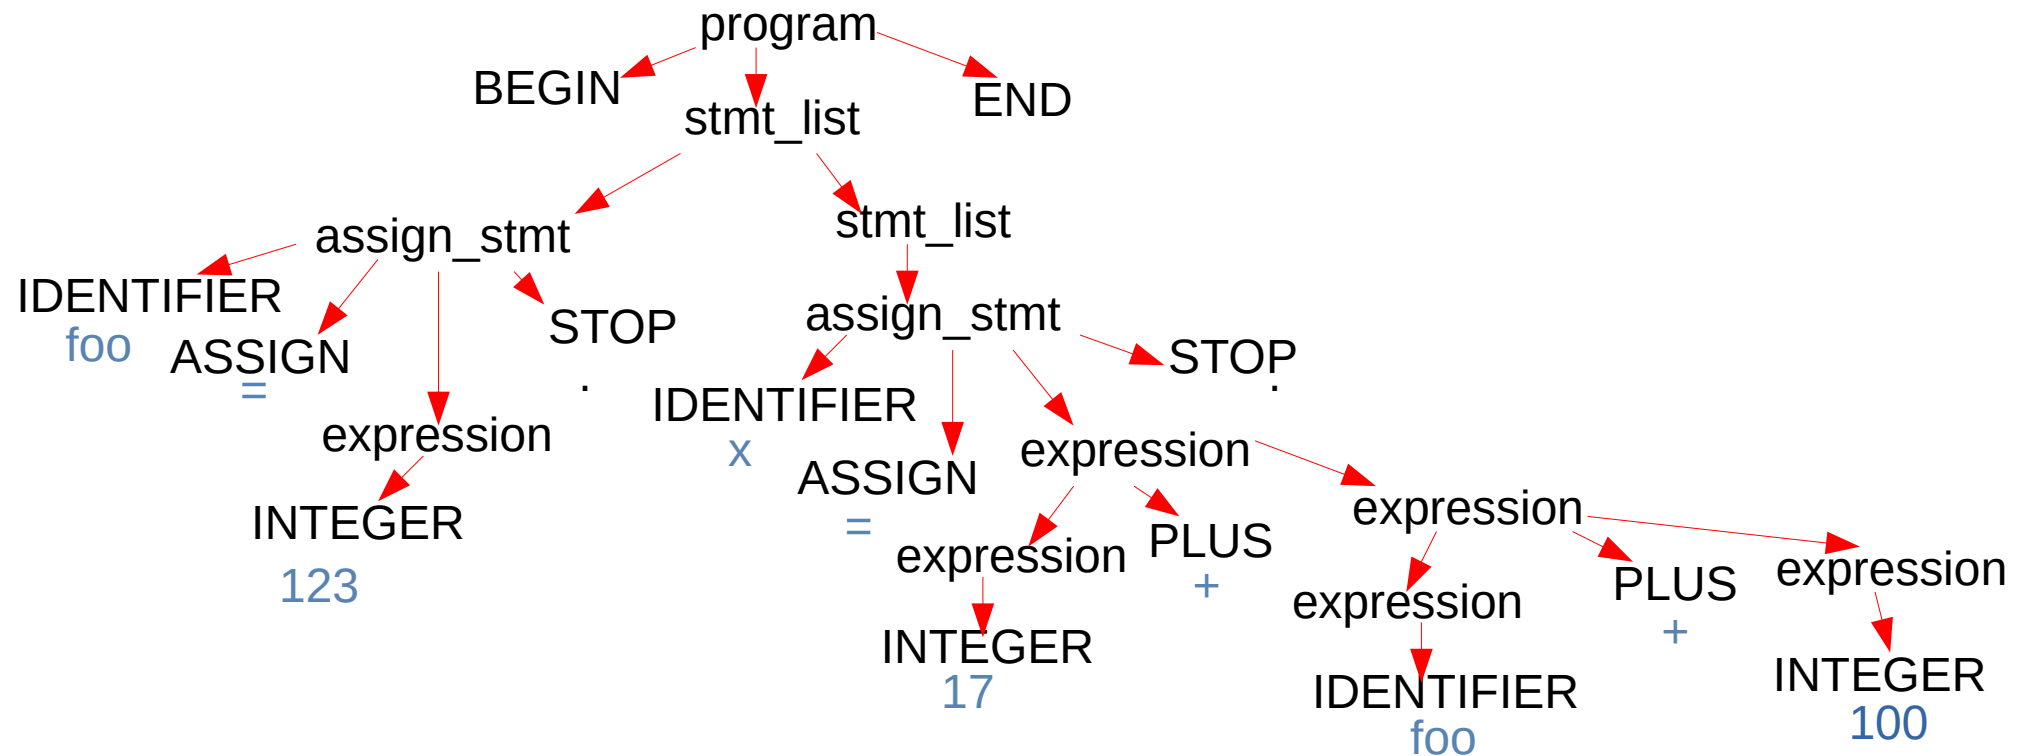 program
BEGIN
END
stmt_list
stmt_list
assign_stmt
IDENTIFIER
foo
ASSIGN
=
STOP
.
expression
INTEGER
123
assign_stmt
IDENTIFIER
x
ASSIGN
=
STOP
.
expression
expression
INTEGER
17
PLUS
+
expression
expression
IDENTIFIER
foo
PLUS
+
expression
INTEGER
100